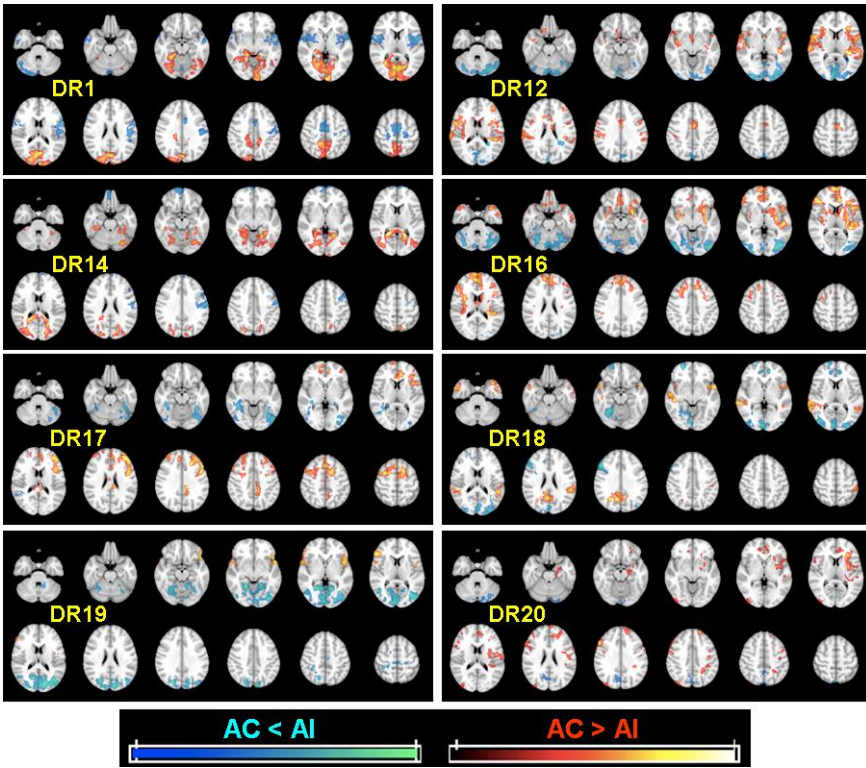 DR1
DR12
DR14
DR16
DR17
DR18
DR19
DR20
AC < AI
AC > AI